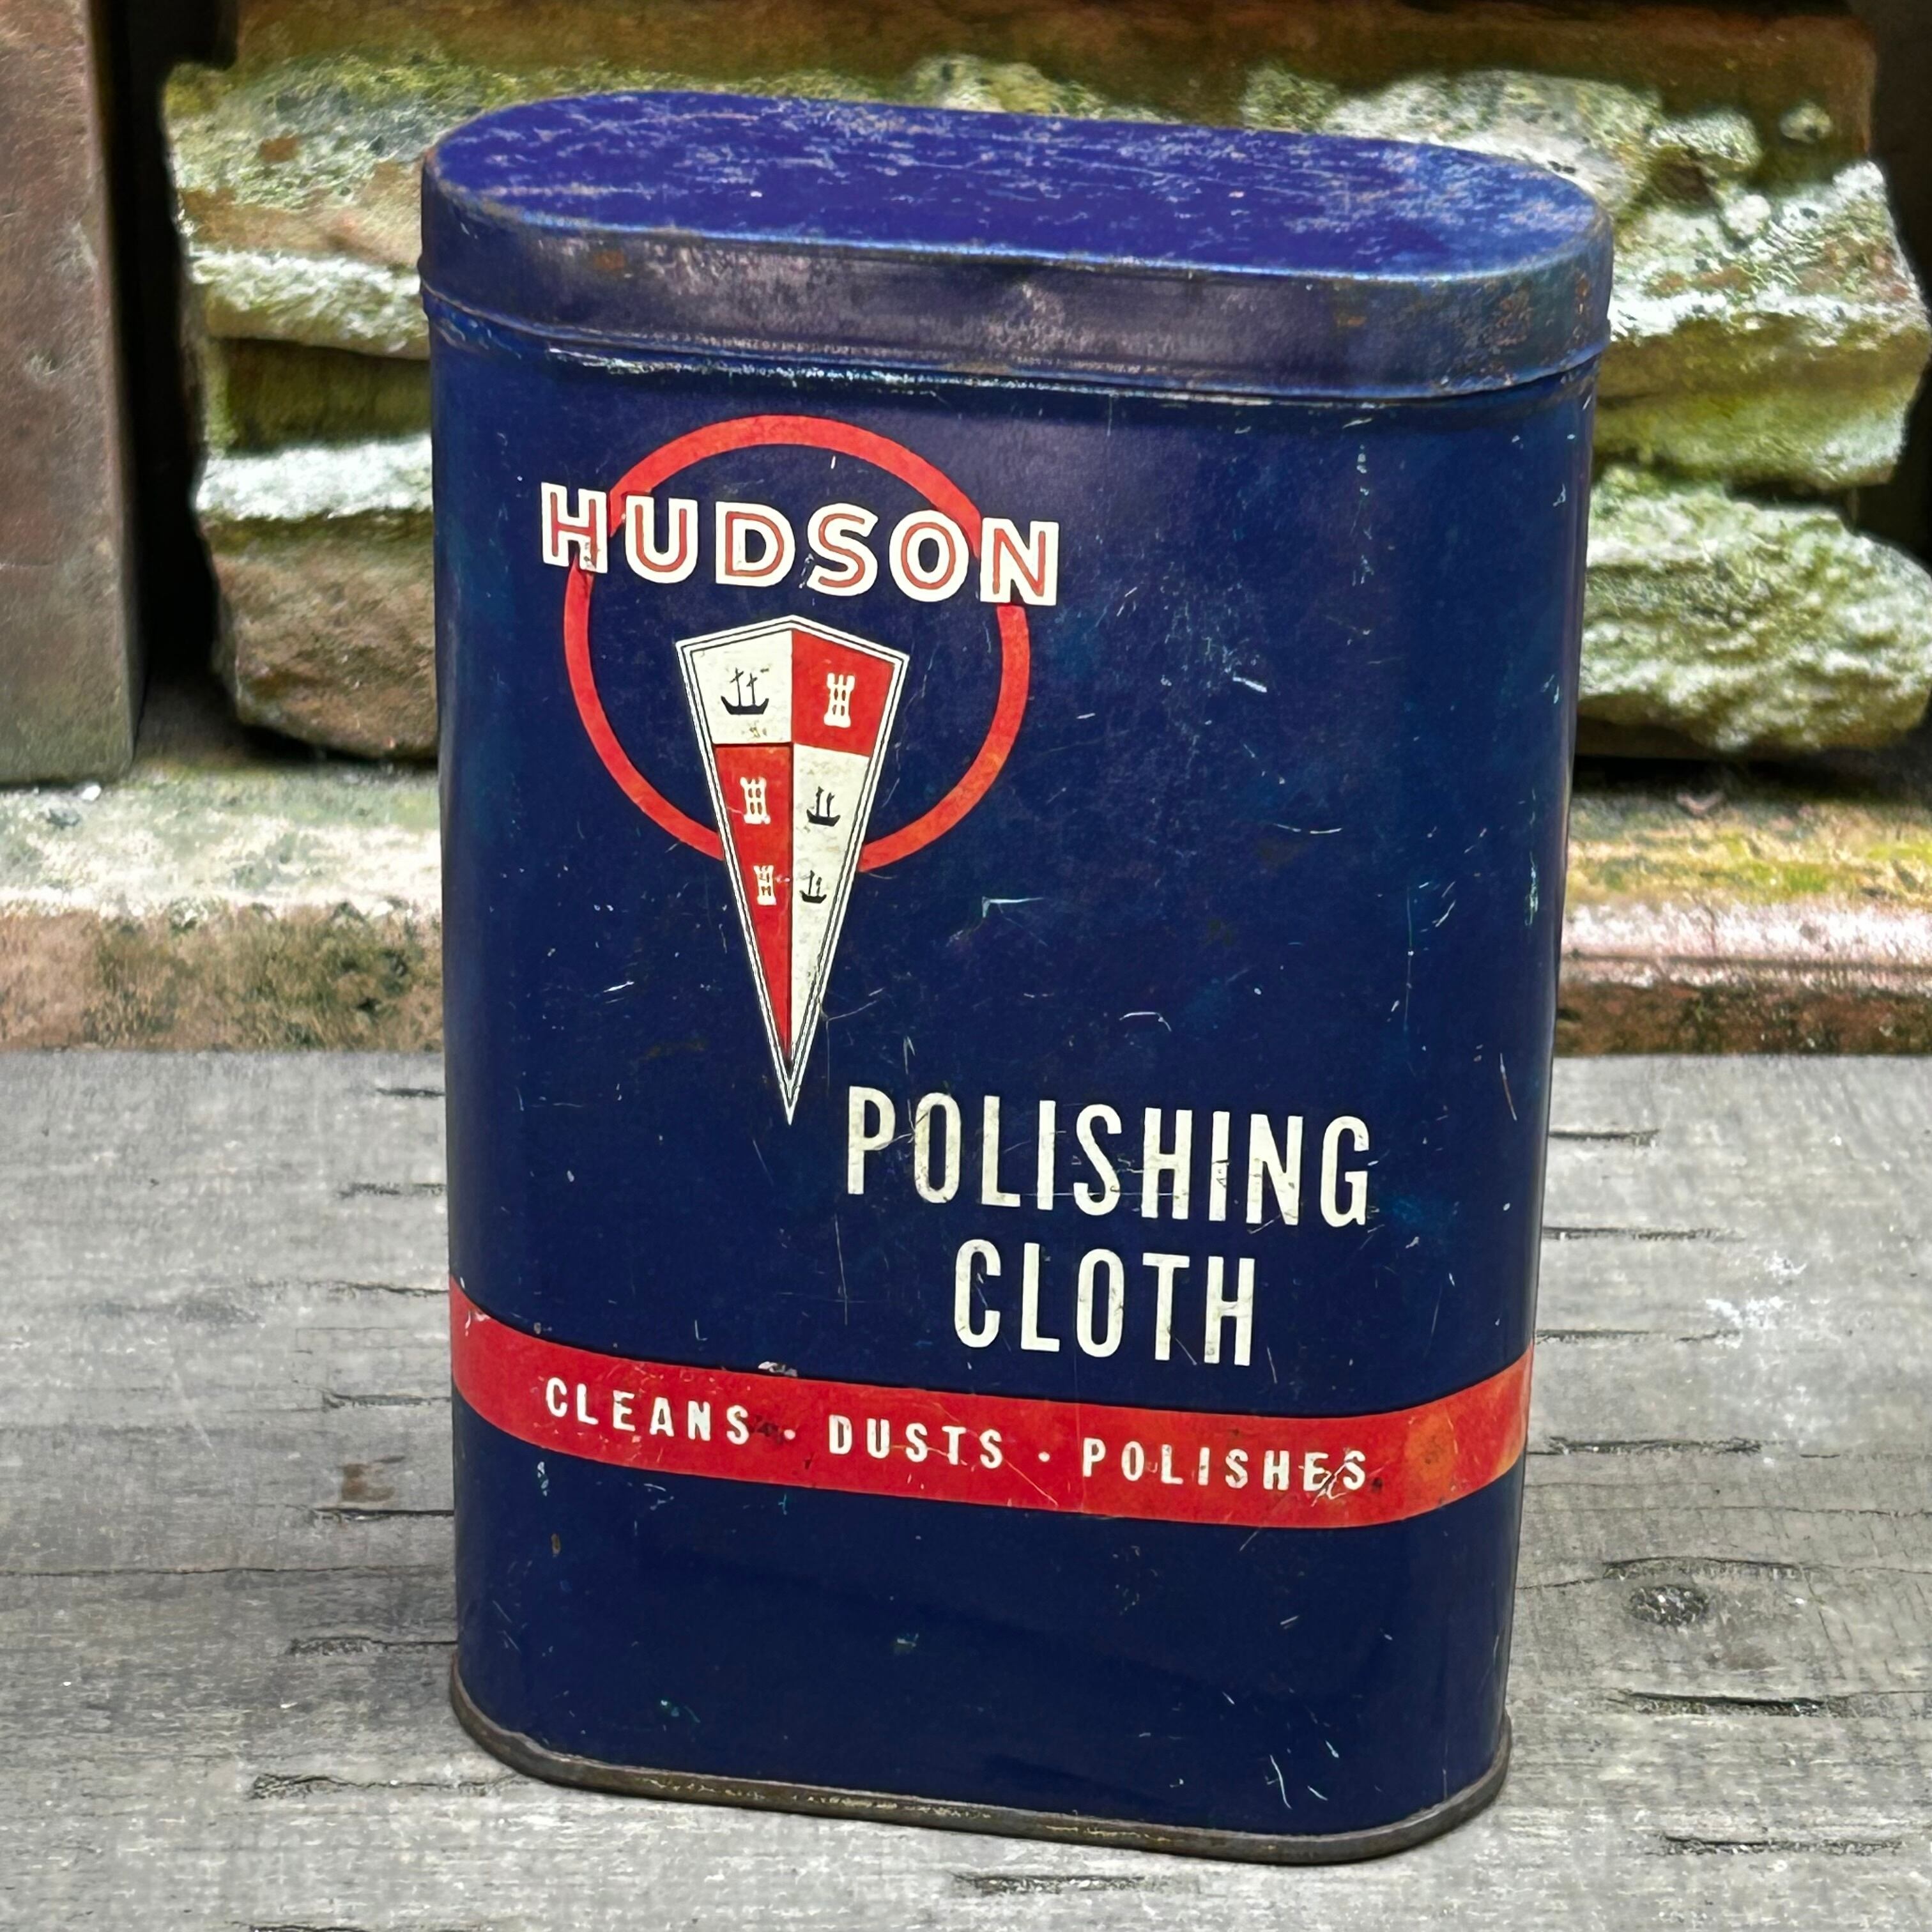 HUDSON
POLISHING
CLOTH
CLEANS · DUSTS · POLISHES